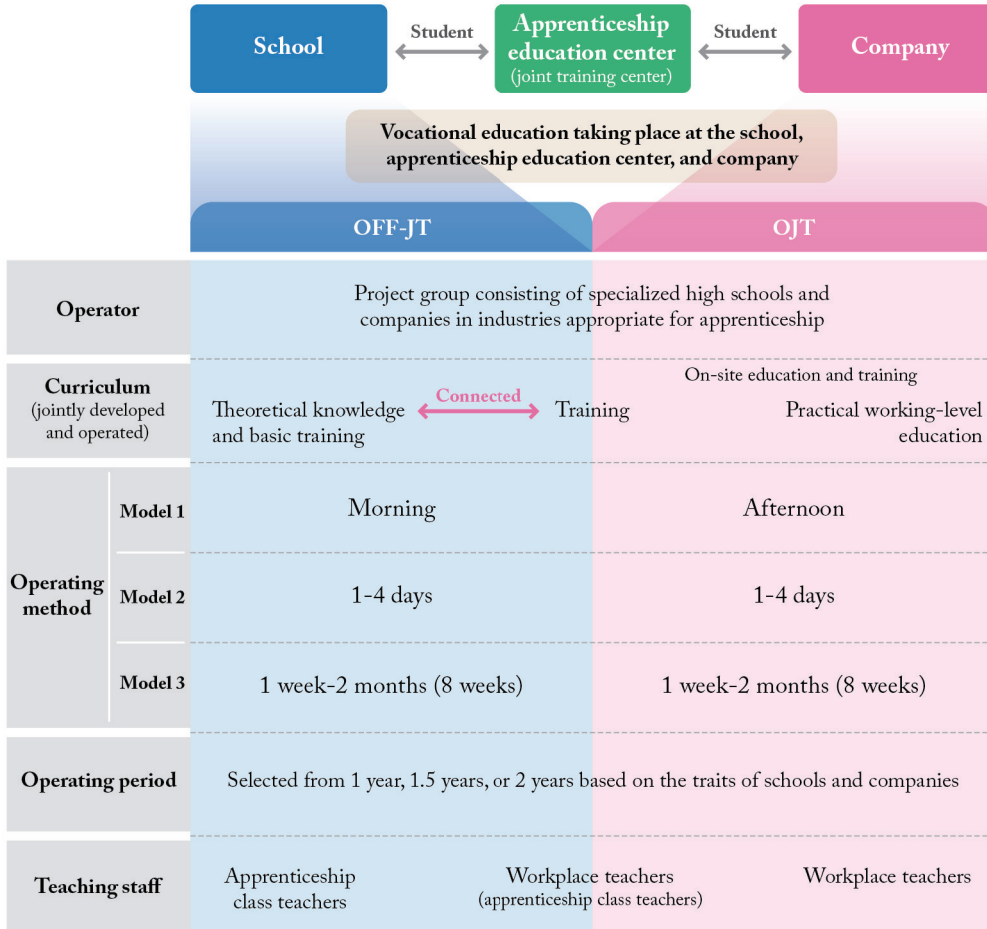 School
Student
Apprenticeship
education center
(joint training center)
Student
Company
Vocational education taking place at the school,
apprenticeship education center, and company
OFF-JT
OJT
Operator
Project group consisting of specialized high schools and
companies in industries appropriate for apprenticeship
Curriculum
(jointly developed
and operated)
Theoretical knowledge
and basic training
Connected
Training
On-site education and training
Practical working-level
education
Operating
method
Model 1
Morning
Afternoon
Model 2
1-4 days
1-4 days
Model 3
1 week-2 months (8 weeks)
1 week-2 months (8 weeks)
Operating period
Selected from 1 year, 1.5 years, or 2 years based on the traits of schools and companies
Teaching staff
Apprenticeship
class teachers
Workplace teachers
(apprenticeship class teachers)
Workplace teachers